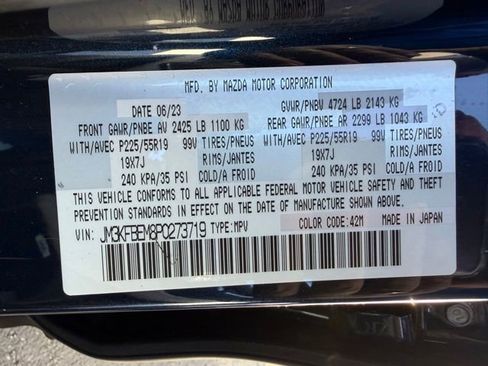 MFD. BY MAZDA MOTOR CORPORATION
DATE 06/23 GVWR/PNBV 4724 LB 2143 KG
FRONT GAWR/PNBE AV 2425 LB 1100 KG REAR GAWR/PNBE AR 2299 LB 1043 KG
WITH/AVEC P225/55R19 99V TIRES/PNEUS WITH/AVEC P225/55R19 99V TIRES/PNEUS
19X7J RIMS/JANTES 19X7J RIMS/JANTES
240 KPA/35 PSI COLD/A FROID 240 KPA/35 PSI COLD/A FROID
THIS VEHICLE CONFORMS TO ALL APPLICABLE FEDERAL MOTOR VEHICLE SAFETY AND THEFT
PREVENTION STANDARDS IN EFFECT ON THE DATE OF MANUFACTURE SHOWN ABOVE.
VIN: JM3KFBEM8P0273719 TYPE: MPV COLOR CODE: 42M MADE IN JAPAN